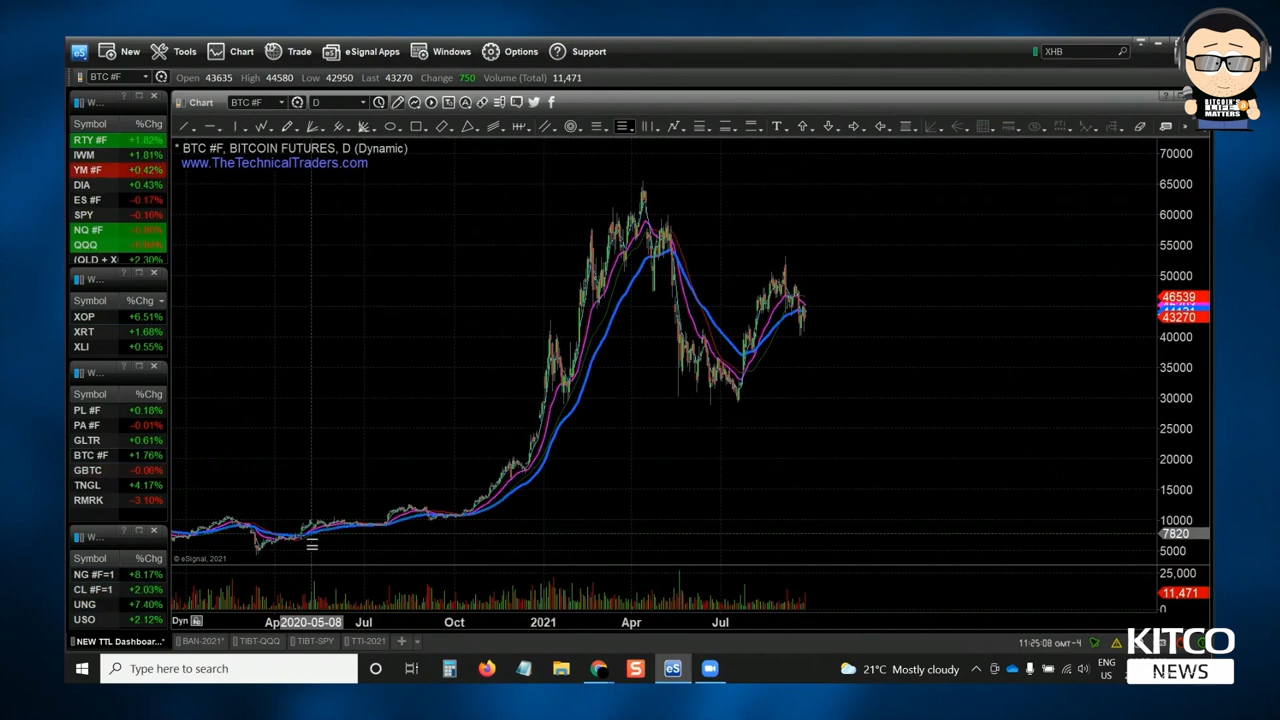 New Tools Chart Trade eSignal Apps Windows Options Support XHB
BTC #F Open 43635 High 44580 Low 42950 Last 43270 Change 750 Volume (Total) 11,471
W... Chart BTC #F D
Symbol %Chg
RTY #F +1.82%
IWM +1.81%
YM #F +0.42%
DIA +0.43%
ES #F -0.17%
SPY -0.16%
NQ #F
QQQ
(OLD + X +2.30%
W...
Symbol %Chg
XOP +6.51%
XRT +1.68%
XLI +0.55%
W...
Symbol %Chg
PL #F +0.18%
PA #F -0.01%
GLTR +0.61%
BTC #F +1.76%
GBTC -0.06%
TNGL +4.17%
RMRK -3.10%
W...
Symbol %Chg
NG #F=1 +8.17%
CL #F=1 +2.03%
UNG +7.40%
USO +2.12%
* BTC #F, BITCOIN FUTURES, D (Dynamic)
www.TheTechnicalTraders.com
70000
65000
60000
55000
50000
46539
43270
40000
35000
30000
25000
20000
15000
10000
7820
5000
25,000
11,471
0
© eSignal, 2021
Dyn Ap 2020-05-08 Jul Oct 2021 Apr Jul
NEW TTL Dashboar...* BAN-2021* TIBT-QQQ TIBT-SPY TTI-2021 11:25:08 GMT-4
Type here to search
21°C Mostly cloudy
ENG
US
BITCOIN'S
LIFE
MATTERS
KITCO
NEWS